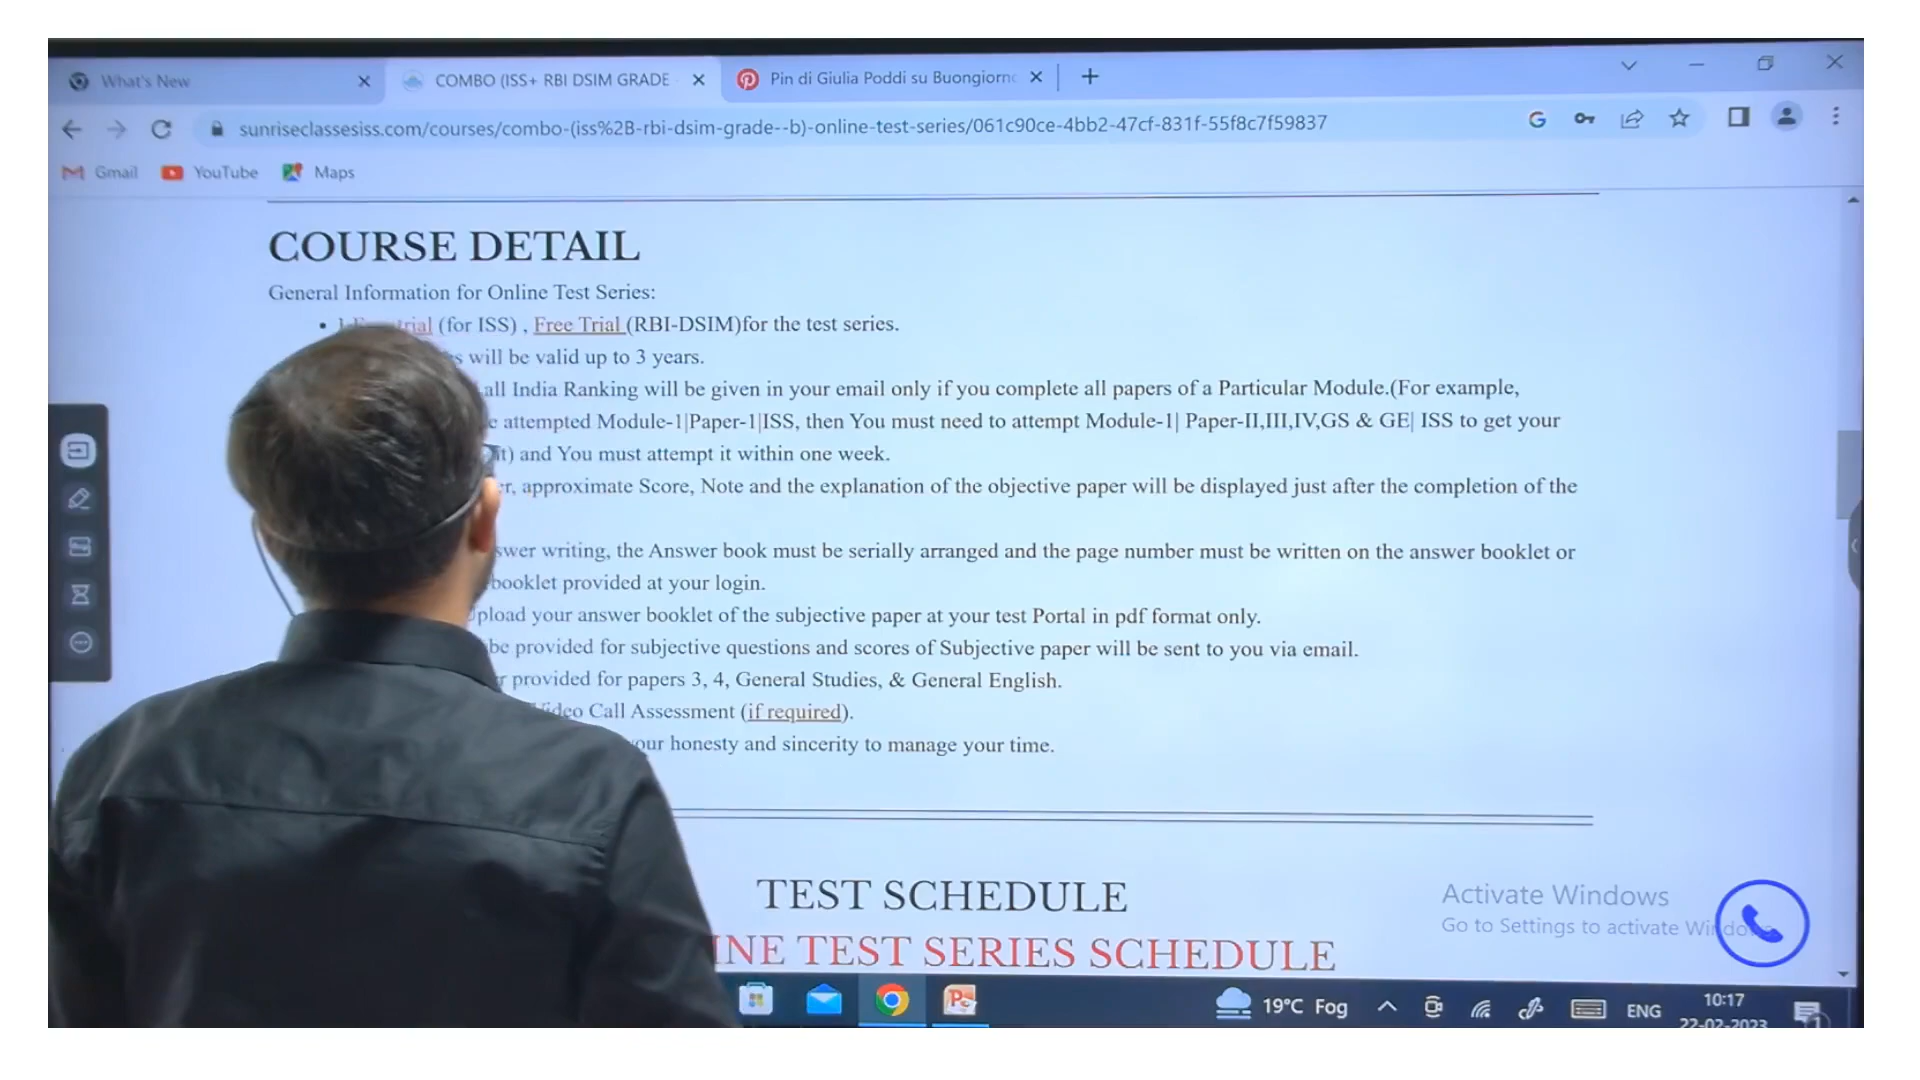 What's New
COMBO (ISS+ RBI DSIM GRADE
Pin di Giulia Poddi su Buongiorno
sunriseclassesiss.com/courses/combo-(iss%2B-rbi-dsim-grade--b)-online-test-series/061c90ce-4bb2-47cf-831f-55f8c7f59837
Gmail YouTube Maps
COURSE DETAIL
General Information for Online Test Series:
trial (for ISS) , Free Trial (RBI-DSIM)for the test series.
will be valid up to 3 years.
all India Ranking will be given in your email only if you complete all papers of a Particular Module.(For example,
attempted Module-1|Paper-1|ISS, then You must need to attempt Module-1| Paper-II,III,IV,GS & GE| ISS to get your
and You must attempt it within one week.
approximate Score, Note and the explanation of the objective paper will be displayed just after the completion of the
writing, the Answer book must be serially arranged and the page number must be written on the answer booklet or
booklet provided at your login.
pload your answer booklet of the subjective paper at your test Portal in pdf format only.
be provided for subjective questions and scores of Subjective paper will be sent to you via email.
provided for papers 3, 4, General Studies, & General English.
Video Call Assessment (if required).
our honesty and sincerity to manage your time.
TEST SCHEDULE
INE TEST SERIES SCHEDULE
Activate Windows
Go to Settings to activate Windo
19°C Fog
ENG
10:17
22-02-2023